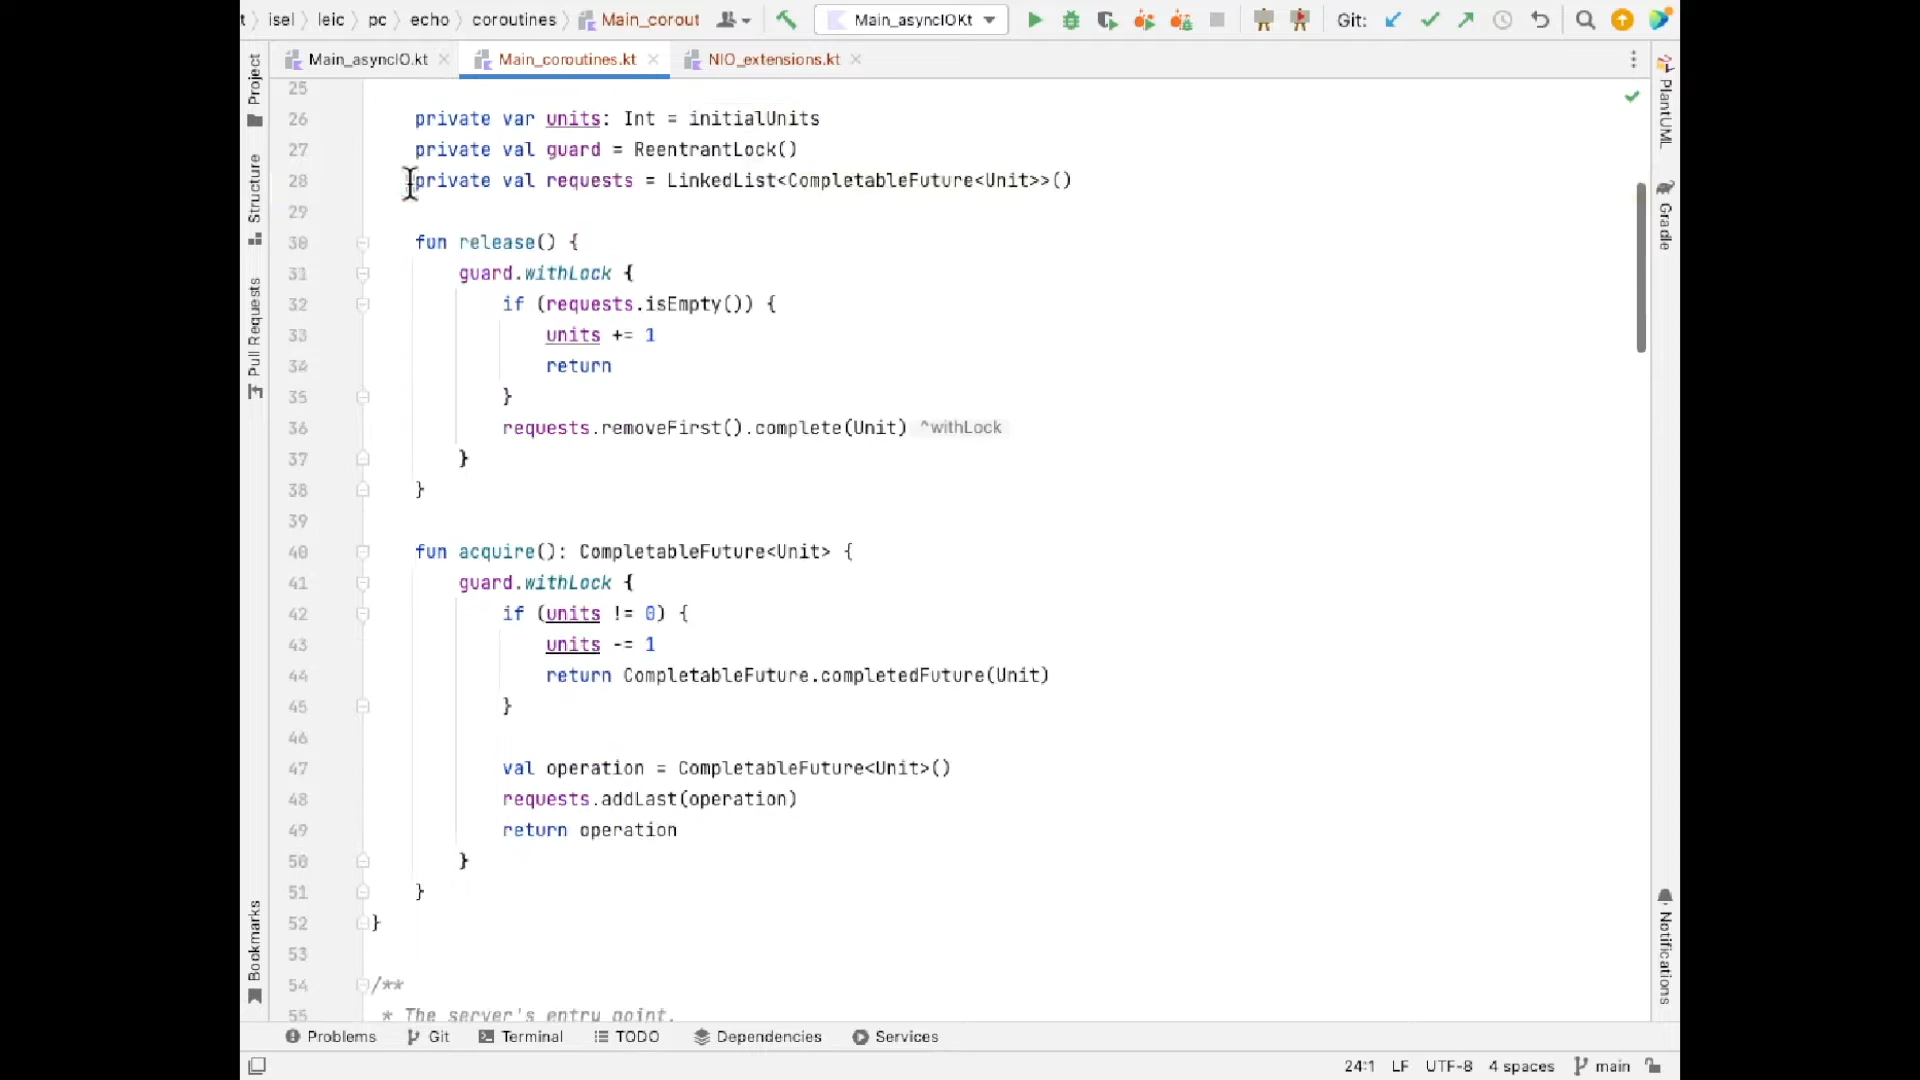 t › isel › leic › pc › echo › coroutines › Main_corout Main_asyncIOKt Git:
Main_asyncIO.kt Main_coroutines.kt NIO_extensions.kt
25
26 private var units: Int = initialUnits
27 private val guard = ReentrantLock()
28 private val requests = LinkedList<CompletableFuture<Unit>>()
29
30 fun release() {
31 guard.withLock {
32 if (requests.isEmpty()) {
33 units += 1
34 return
35 }
36 requests.removeFirst().complete(Unit) ^withLock
37 }
38 }
39
40 fun acquire(): CompletableFuture<Unit> {
41 guard.withLock {
42 if (units != 0) {
43 units -= 1
44 return CompletableFuture.completedFuture(Unit)
45 }
46
47 val operation = CompletableFuture<Unit>()
48 requests.addLast(operation)
49 return operation
50 }
51 }
52 }
53
54 /**
55 * The server's entry point.
Project
Structure
Pull Requests
Bookmarks
PlantUML
Gradle
Notifications
Problems Git Terminal TODO Dependencies Services
24:1 LF UTF-8 4 spaces main